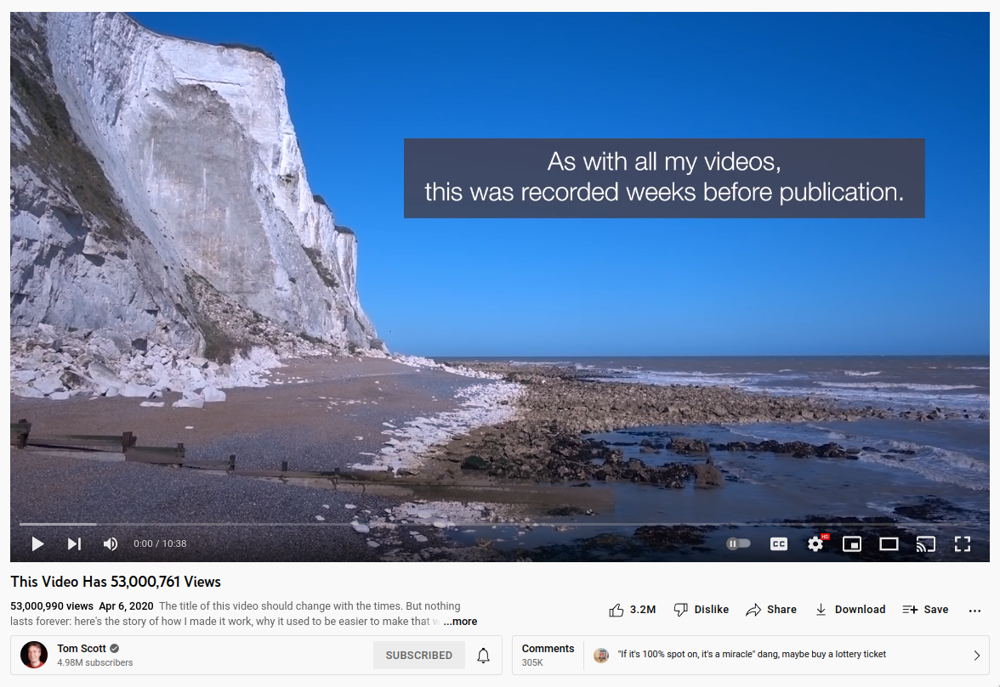 As with all my videos,
this was recorded weeks before publication.
0:00 / 10:38
CC
HD
This Video Has 53,000,761 Views
53,000,990 views Apr 6, 2020 The title of this video should change with the times. But nothing
lasts forever: here's the story of how I made it work, why it used to be easier to make that w ...more
3.2M
Dislike
Share
Download
Save
Tom Scott
4.98M subscribers
SUBSCRIBED
Comments
305K
"If it's 100% spot on, it's a miracle" dang, maybe buy a lottery ticket